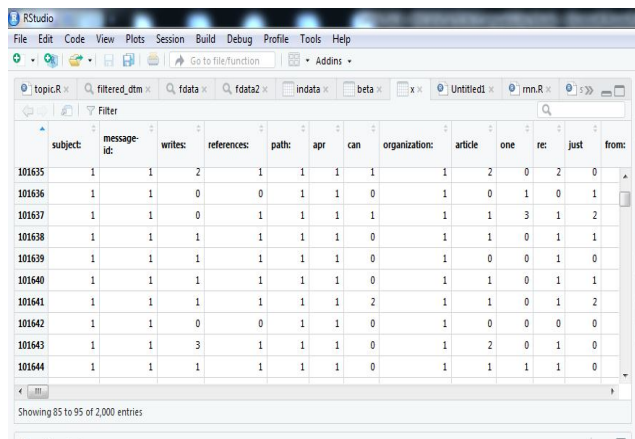 RStudio
File Edit Code View Plots Session Build Debug Profile Tools Help
Go to file/function Addins
topic.R filtered_dtm fdata fdata2 indata beta x Untitled1 rnn.R s
Filter
subject: message-id: writes: references: path: apr can organization: article one re: just from:
101635 1 1 2 1 1 1 1 1 2 0 2 0
101636 1 1 0 0 1 1 0 1 0 1 0 1
101637 1 1 0 1 1 1 1 1 1 3 1 2
101638 1 1 1 1 1 1 0 1 1 0 1 1
101639 1 1 1 1 1 1 0 1 0 0 1 0
101640 1 1 1 1 1 1 0 1 1 0 1 1
101641 1 1 1 1 1 1 2 1 1 0 1 2
101642 1 1 0 0 1 1 0 1 0 0 0 0
101643 1 1 3 1 1 1 0 1 2 0 1 0
101644 1 1 1 1 1 1 0 1 1 1 1 0
Showing 85 to 95 of 2,000 entries